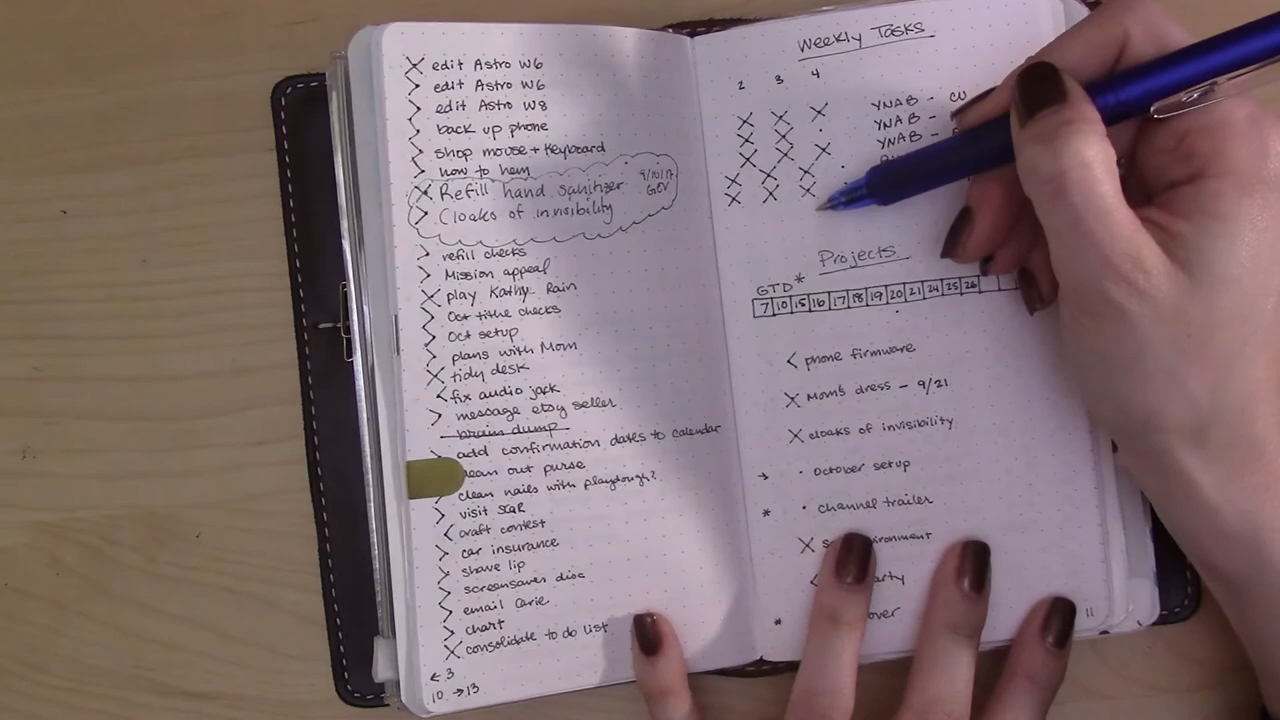 X edit Astro W6
> edit Astro W6
> edit Astro W8
> back up phone
> shop mouse + keyboard
> how to hem
X Refill hand sanitizer 9/10/17
> Cloaks of invisibility
> refill checks
> Mission appeal
X play Kathy Rain
> Oct tithe checks
> Oct setup
> plans with Mom
X tidy desk
< fix audio jack
> message etsy seller
brain dump
add confirmation dates to calendar
clean out purse
clean nails with playdough?
> visit
< craft contest
> car insurance
> shave lip
> screensaver disc
> email Carie
> chart
X consolidate to do list
← 3
10 → 13
Weekly Tasks
2 3 4
X X X YNAB -
X X · YNAB -
X X X YNAB -
X X X
X X X
Projects
GTD*
7 10 15 16 17 18 19 20 21 24 25 26
< phone firmware
X Mom's dress - 9/21
X cloaks of invisibility
→ · October setup
* · channel trailer
X
<
*
11